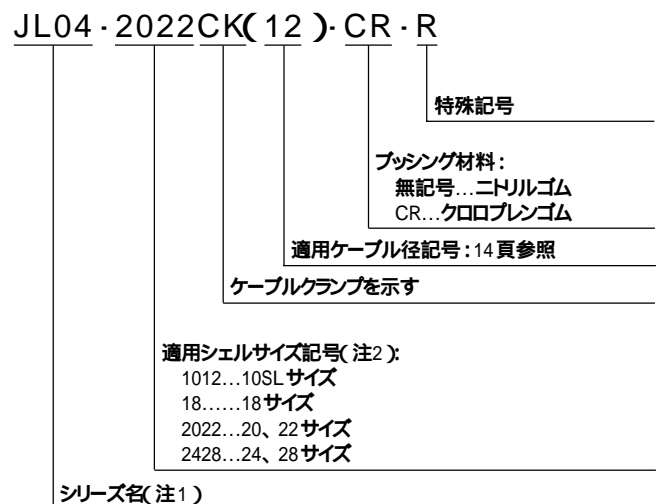 JL04 - 2022CK(12)- CR - R
特殊記号
ブッシング材料:
無記号…ニトリルゴム
CR…クロロプレンゴム
適用ケーブル径記号:14頁参照
ケーブルクランプを示す
適用シェルサイズ記号(注2):
1012…10SLサイズ
18……18サイズ
2022…20、22サイズ
2428…24、28サイズ
シリーズ名(注1)